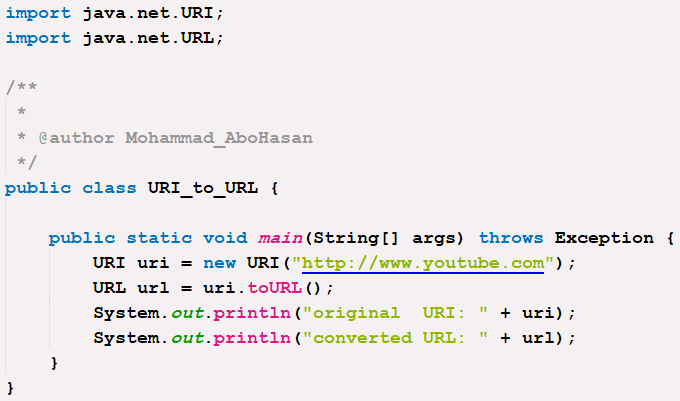 import java.net.URI;
import java.net.URL;

/**
 *
 * @author Mohammad_AboHasan
 */
public class URI_to_URL {

    public static void main(String[] args) throws Exception {
        URI uri = new URI("http://www.youtube.com");
        URL url = uri.toURL();
        System.out.println("original  URI: " + uri);
        System.out.println("converted URL: " + url);
    }
}